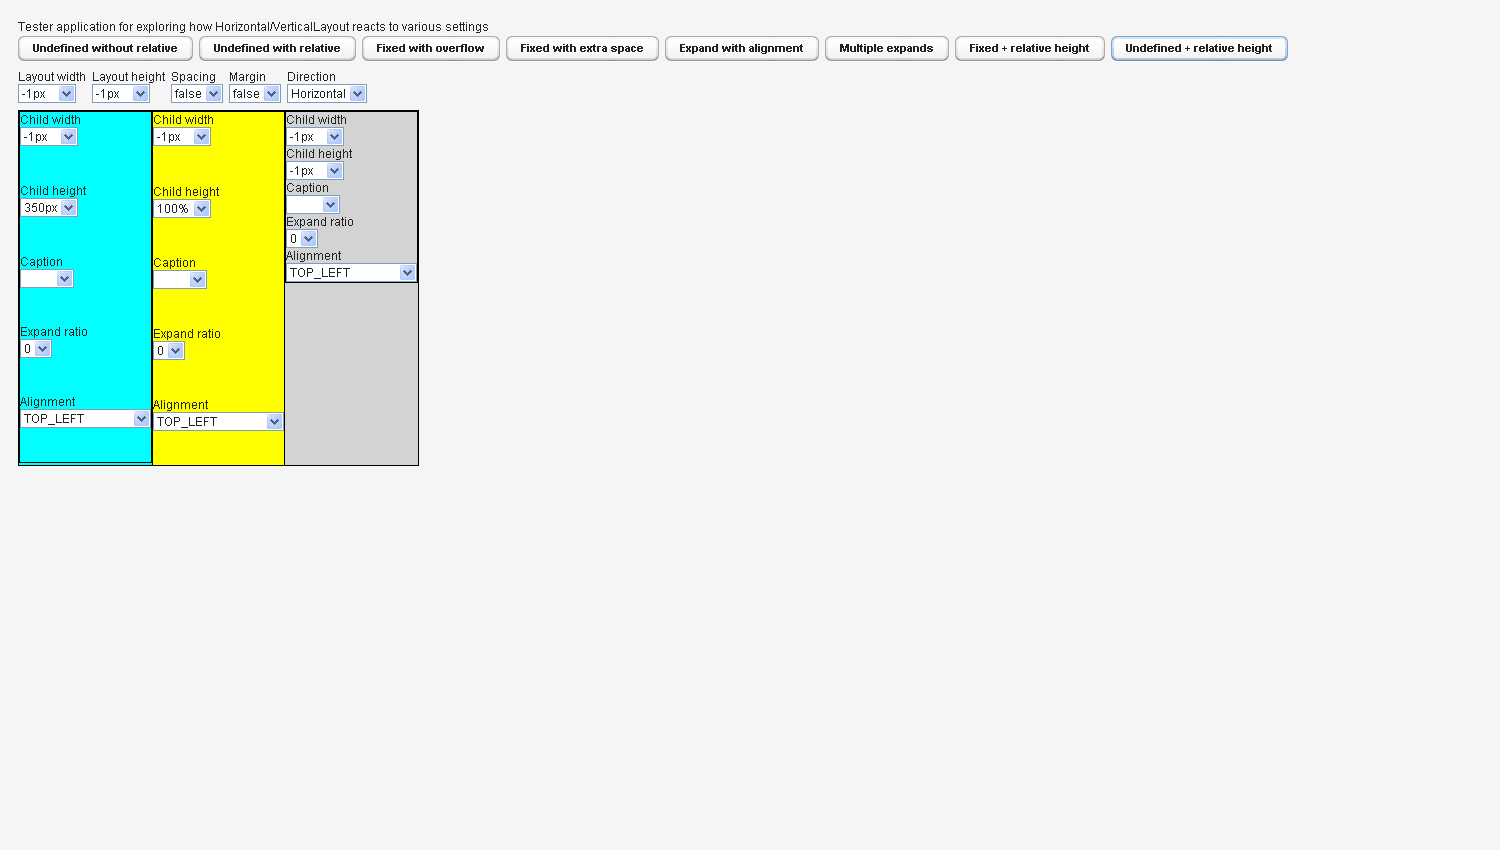 Tester application for exploring how Horizontal/VerticalLayout reacts to various settings
Undefined without relative Undefined with relative Fixed with overflow Fixed with extra space Expand with alignment Multiple expands Fixed + relative height Undefined + relative height
Layout width Layout height Spacing Margin Direction
-1px -1px false false Horizontal
Child width Child width Child width
-1px -1px -1px
Child height
-1px
Child height Child height Caption
350px 100%
Expand ratio
0
Caption Caption Alignment
TOP_LEFT
Expand ratio Expand ratio
0 0
Alignment Alignment
TOP_LEFT TOP_LEFT